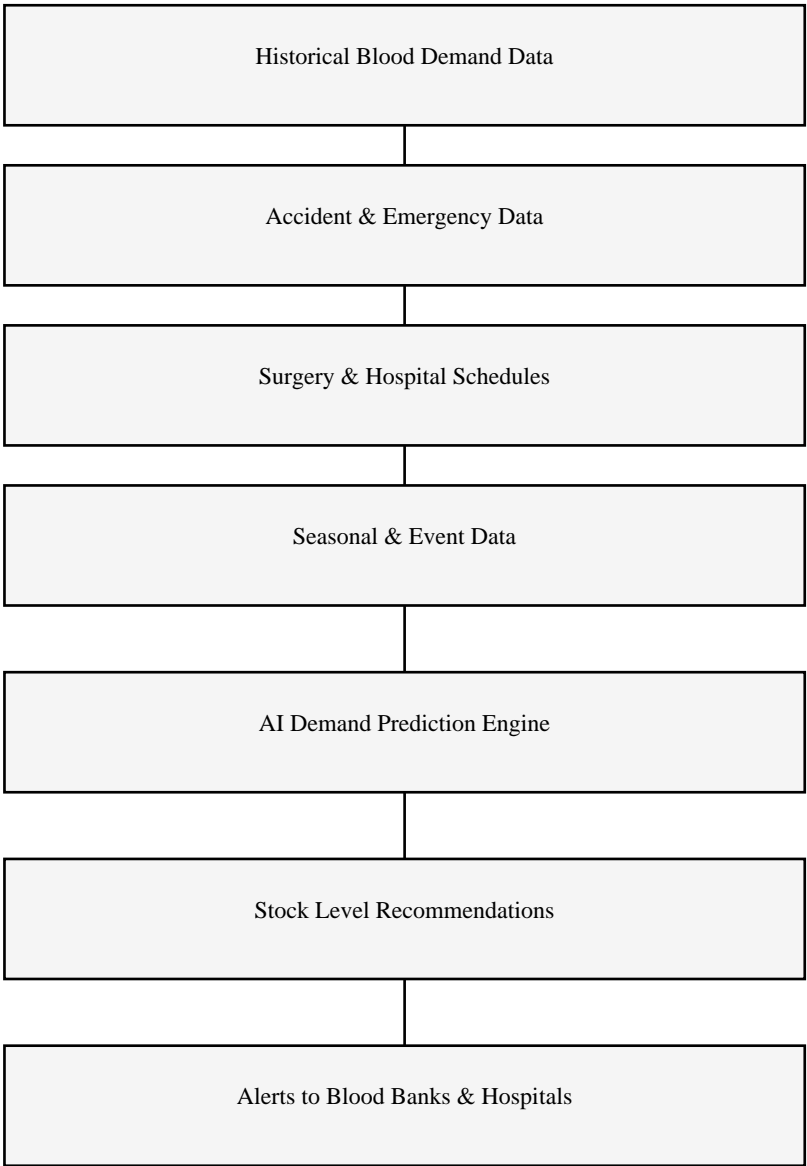 Historical Blood Demand Data
Accident & Emergency Data
Surgery & Hospital Schedules
Seasonal & Event Data
AI Demand Prediction Engine
Stock Level Recommendations
Alerts to Blood Banks & Hospitals